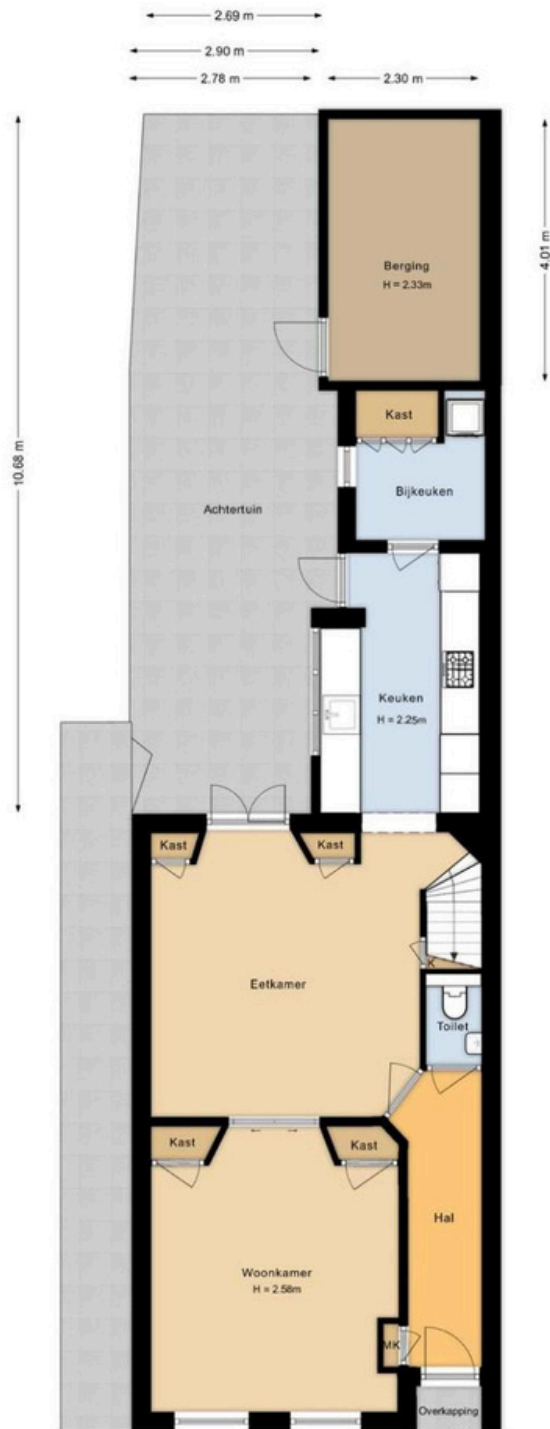 2.69 m
2.90 m
2.78 m
2.30 m
10.68 m
4.01 m
Berging
H = 2.33m
Kast
Bijkeuken
Achtertuin
Keuken
H = 2.25m
Kast
Kast
K
Eetkamer
Toilet
Kast
Kast
Hal
Woonkamer
H = 2.58m
MK
Overkapping